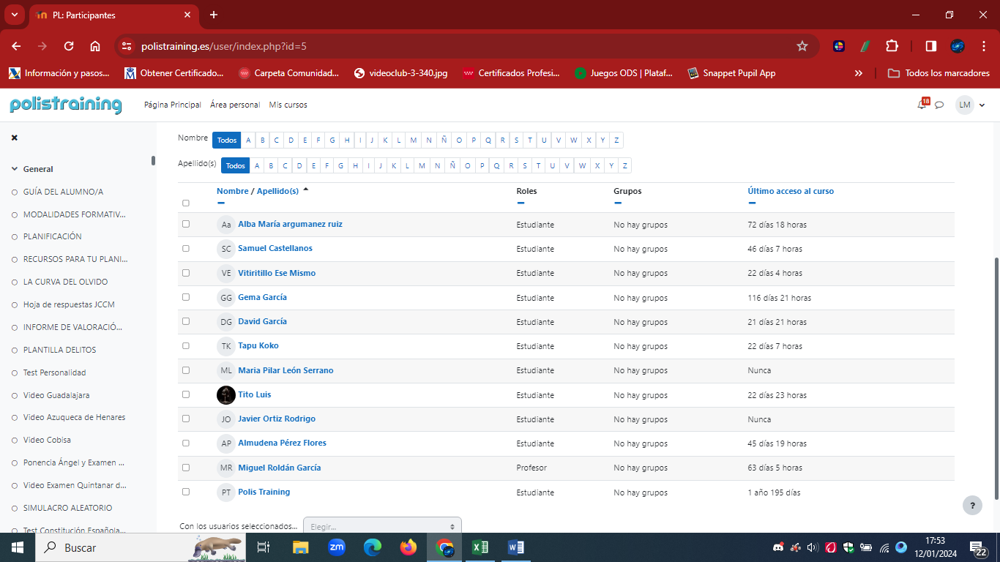 PL: Participantes
polistraining.es/user/index.php?id=5
Información y pasos... Obtener Certificado... Carpeta Comunidad... videoclub-3-340.jpg Certificados Profesi... Juegos ODS | Plataf... Snappet Pupil App » Todos los marcadores
polistraining Página Principal Área personal Mis cursos 18 LM
General
GUÍA DEL ALUMNO/A
MODALIDADES FORMATIV...
PLANIFICACIÓN
RECURSOS PARA TU PLANI...
LA CURVA DEL OLVIDO
Hoja de respuestas JCCM
INFORME DE VALORACIÓ...
PLANTILLA DELITOS
Test Personalidad
Video Guadalajara
Video Azuqueca de Henares
Video Cobisa
Ponencia Ángel y Examen ...
Video Examen Quintanar d...
SIMULACRO ALEATORIO
Test Constitución Española...
Nombre Todos A B C D E F G H I J K L M N Ñ O P Q R S T U V W X Y Z
Apellido(s) Todos A B C D E F G H I J K L M N Ñ O P Q R S T U V W X Y Z
Nombre / Apellido(s) Roles Grupos Último acceso al curso
Aa Alba María argumanez ruiz Estudiante No hay grupos 72 días 18 horas
SC Samuel Castellanos Estudiante No hay grupos 46 días 7 horas
VE Vitiritillo Ese Mismo Estudiante No hay grupos 22 días 4 horas
GG Gema García Estudiante No hay grupos 116 días 21 horas
DG David García Estudiante No hay grupos 21 días 21 horas
TK Tapu Koko Estudiante No hay grupos 22 días 7 horas
ML Maria Pilar León Serrano Estudiante No hay grupos Nunca
Tito Luis Estudiante No hay grupos 22 días 23 horas
JO Javier Ortiz Rodrigo Estudiante No hay grupos Nunca
AP Almudena Pérez Flores Estudiante No hay grupos 45 días 19 horas
MR Miguel Roldán García Profesor No hay grupos 63 días 5 horas
PT Polis Training Estudiante No hay grupos 1 año 195 días
?
Con los usuarios seleccionados... Elegir...
Buscar zm 17:53
12/01/2024 22